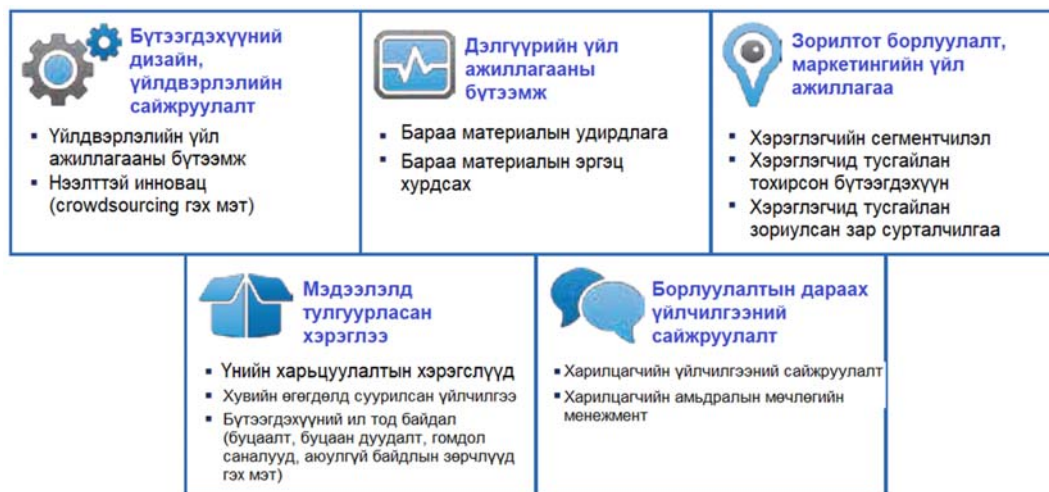 Бүтээгдэхүүний
дизайн,
үйлдвэрлэлийн
сайжруулалт
▪ Үйлдвэрлэлийн үйл
ажиллагааны бүтээмж
▪ Нээлттэй инновац
(crowdsourcing гэх мэт)
Дэлгүүрийн үйл
ажиллагааны
бүтээмж
▪ Бараа материалын удирдлага
▪ Бараа материалын эргэц
хурдсах
Зорилтот борлуулалт,
маркетингийн үйл
ажиллагаа
▪ Хэрэглэгчийн сегментчилэл
▪ Хэрэглэгчид тусгайлан
тохирсон бүтээгдэхүүн
▪ Хэрэглэгчид тусгайлан
зориулсан зар сурталчилгаа
Мэдээлэлд
тулгуурласан
хэрэглээ
▪ Үнийн харьцуулалтын хэрэгслүүд
▪ Хувийн өгөгдөлд суурилсан үйлчилгээ
▪ Бүтээгдэхүүний ил тод байдал
(буцаалт, буцаан дуудалт, гомдол
саналууд, аюулгүй байдлын зөрчлүүд
гэх мэт)
Борлуулалтын дараах
үйлчилгээний
сайжруулалт
▪ Харилцагчийн үйлчилгээний сайжруулалт
▪ Харилцагчийн амьдралын мөчлөгийн
менежмент